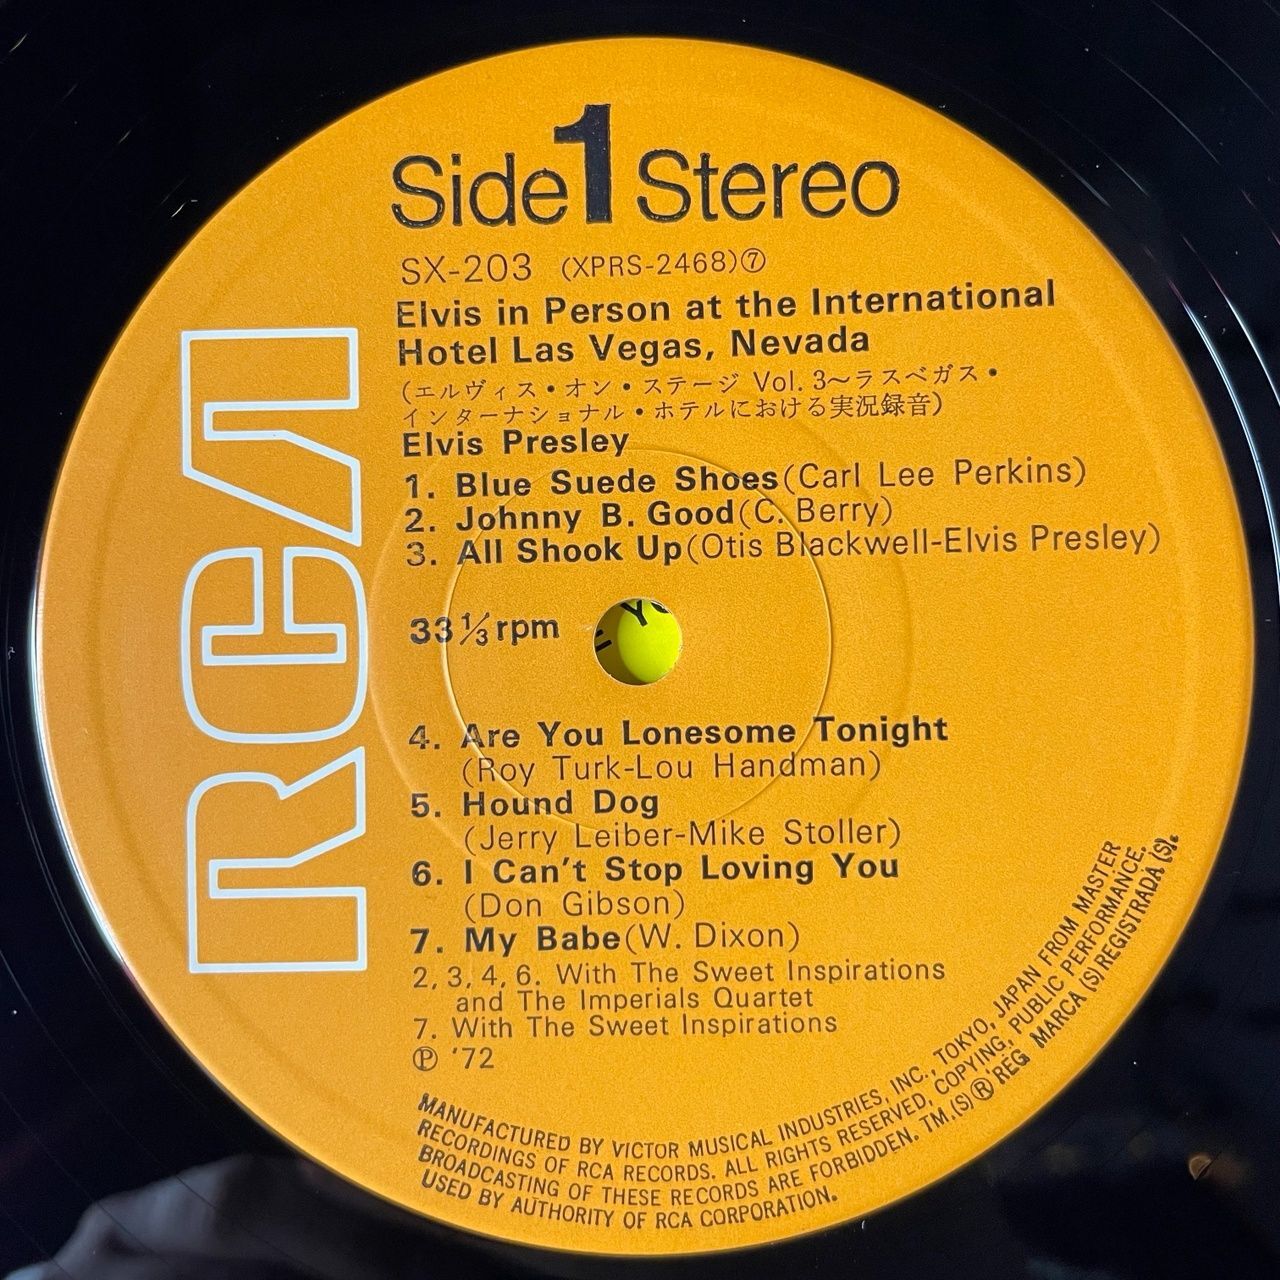 Side 1 Stereo
SX-203 (XPRS-2468)⑦
Elvis in Person at the International
Hotel Las Vegas, Nevada
(エルヴィス・オン・ステージ Vol. 3〜ラスベガス・
インターナショナル・ホテルにおける実況録音)
Elvis Presley
1. Blue Suede Shoes(Carl Lee Perkins)
2. Johnny B. Good(C. Berry)
3. All Shook Up(Otis Blackwell-Elvis Presley)
33 1/3 rpm
4. Are You Lonesome Tonight
(Roy Turk-Lou Handman)
5. Hound Dog
(Jerry Leiber-Mike Stoller)
6. I Can't Stop Loving You
(Don Gibson)
7. My Babe(W. Dixon)
2, 3, 4, 6. With The Sweet Inspirations
and The Imperials Quartet
7. With The Sweet Inspirations
Ⓟ '72
RCA
MANUFACTURED BY VICTOR MUSICAL INDUSTRIES, INC., TOKYO, JAPAN FROM MASTER
RECORDINGS OF RCA RECORDS. ALL RIGHTS RESERVED, COPYING, PUBLIC PERFORMANCE,
BROADCASTING OF THESE RECORDS ARE FORBIDDEN. TM.(S)® REG MARCA (S) REGISTRADA (S).
USED BY AUTHORITY OF RCA CORPORATION.